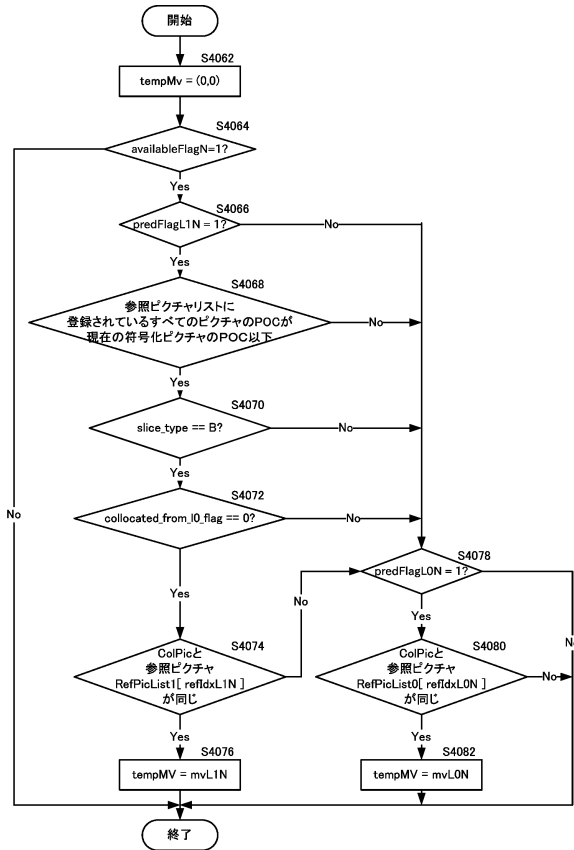 開始
S4062
tempMv = (0,0)
S4064
availableFlagN=1?
Yes
S4066
predFlagL1N = 1?
No
Yes
S4068
参照ピクチャリストに
登録されているすべてのピクチャのPOCが
現在の符号化ピクチャのPOC以下
No
Yes
S4070
slice_type == B?
No
Yes
S4072
collocated_from_l0_flag == 0?
No
No
S4078
predFlagL0N = 1?
Yes
No
Yes
S4074
ColPicと
参照ピクチャ
RefPicList1[ refIdxL1N ]
が同じ
S4080
ColPicと
参照ピクチャ
RefPicList0[ refIdxL0N ]
が同じ
No
Yes
Yes
S4076
tempMV = mvL1N
S4082
tempMV = mvL0N
終了